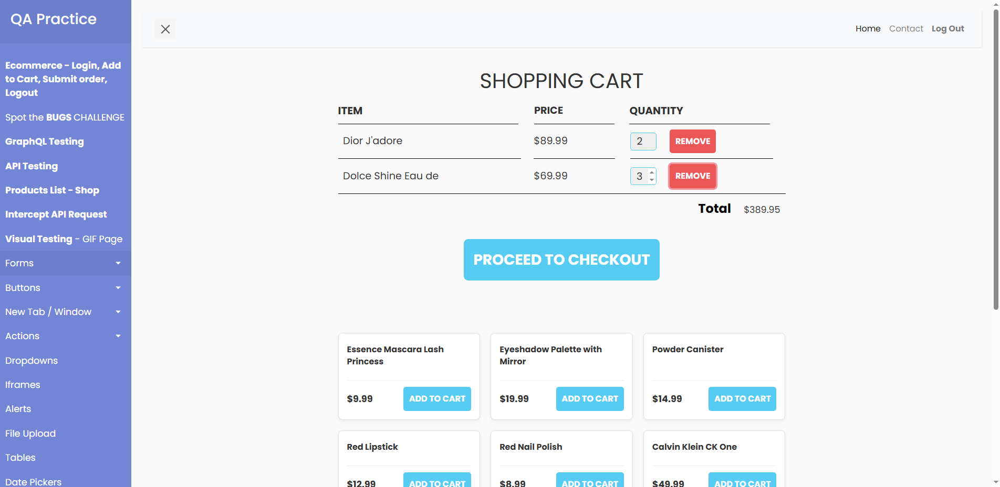 QA Practice
Ecommerce - Login, Add
to Cart, Submit order,
Logout
Spot the BUGS CHALLENGE
GraphQL Testing
API Testing
Products List - Shop
Intercept API Request
Visual Testing - GIF Page
Forms
Buttons
New Tab / Window
Actions
Dropdowns
Iframes
Alerts
File Upload
Tables
Date Pickers
Home Contact Log Out
SHOPPING CART
ITEM PRICE QUANTITY
Dior J'adore $89.99 2 REMOVE
Dolce Shine Eau de $69.99 3 REMOVE
Total $389.95
PROCEED TO CHECKOUT
Essence Mascara Lash
Princess
$9.99 ADD TO CART
Eyeshadow Palette with
Mirror
$19.99 ADD TO CART
Powder Canister
$14.99 ADD TO CART
Red Lipstick
$12.99 ADD TO CART
Red Nail Polish
$8.99 ADD TO CART
Calvin Klein CK One
$49.99 ADD TO CART